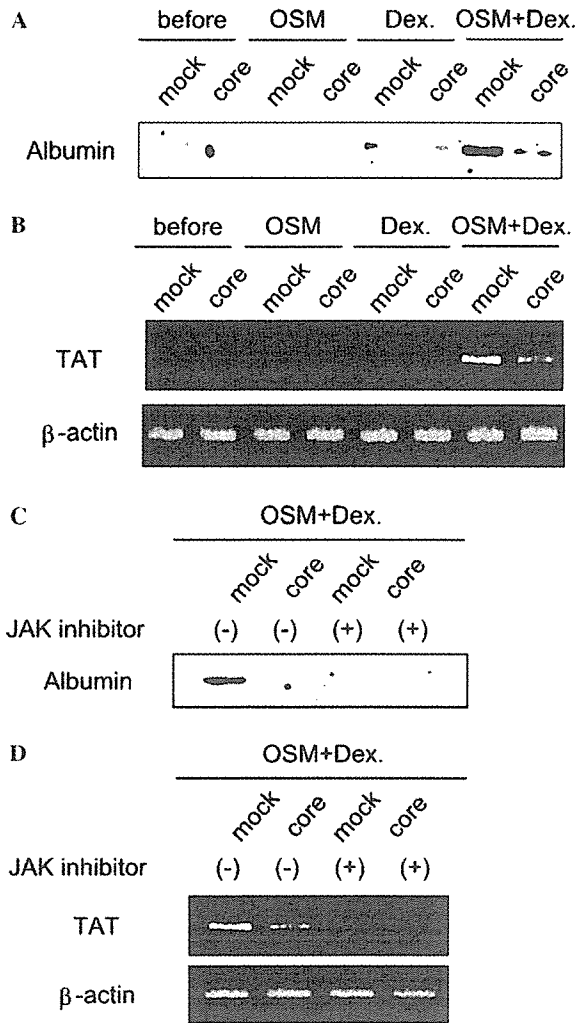 A
before OSM Dex. OSM+Dex.
mock core mock core mock core mock core
Albumin
B
before OSM Dex. OSM+Dex.
mock core mock core mock core mock core
TAT
β-actin
C
OSM+Dex.
mock core mock core
JAK inhibitor (-) (-) (+) (+)
Albumin
D
OSM+Dex.
mock core mock core
JAK inhibitor (-) (-) (+) (+)
TAT
β-actin